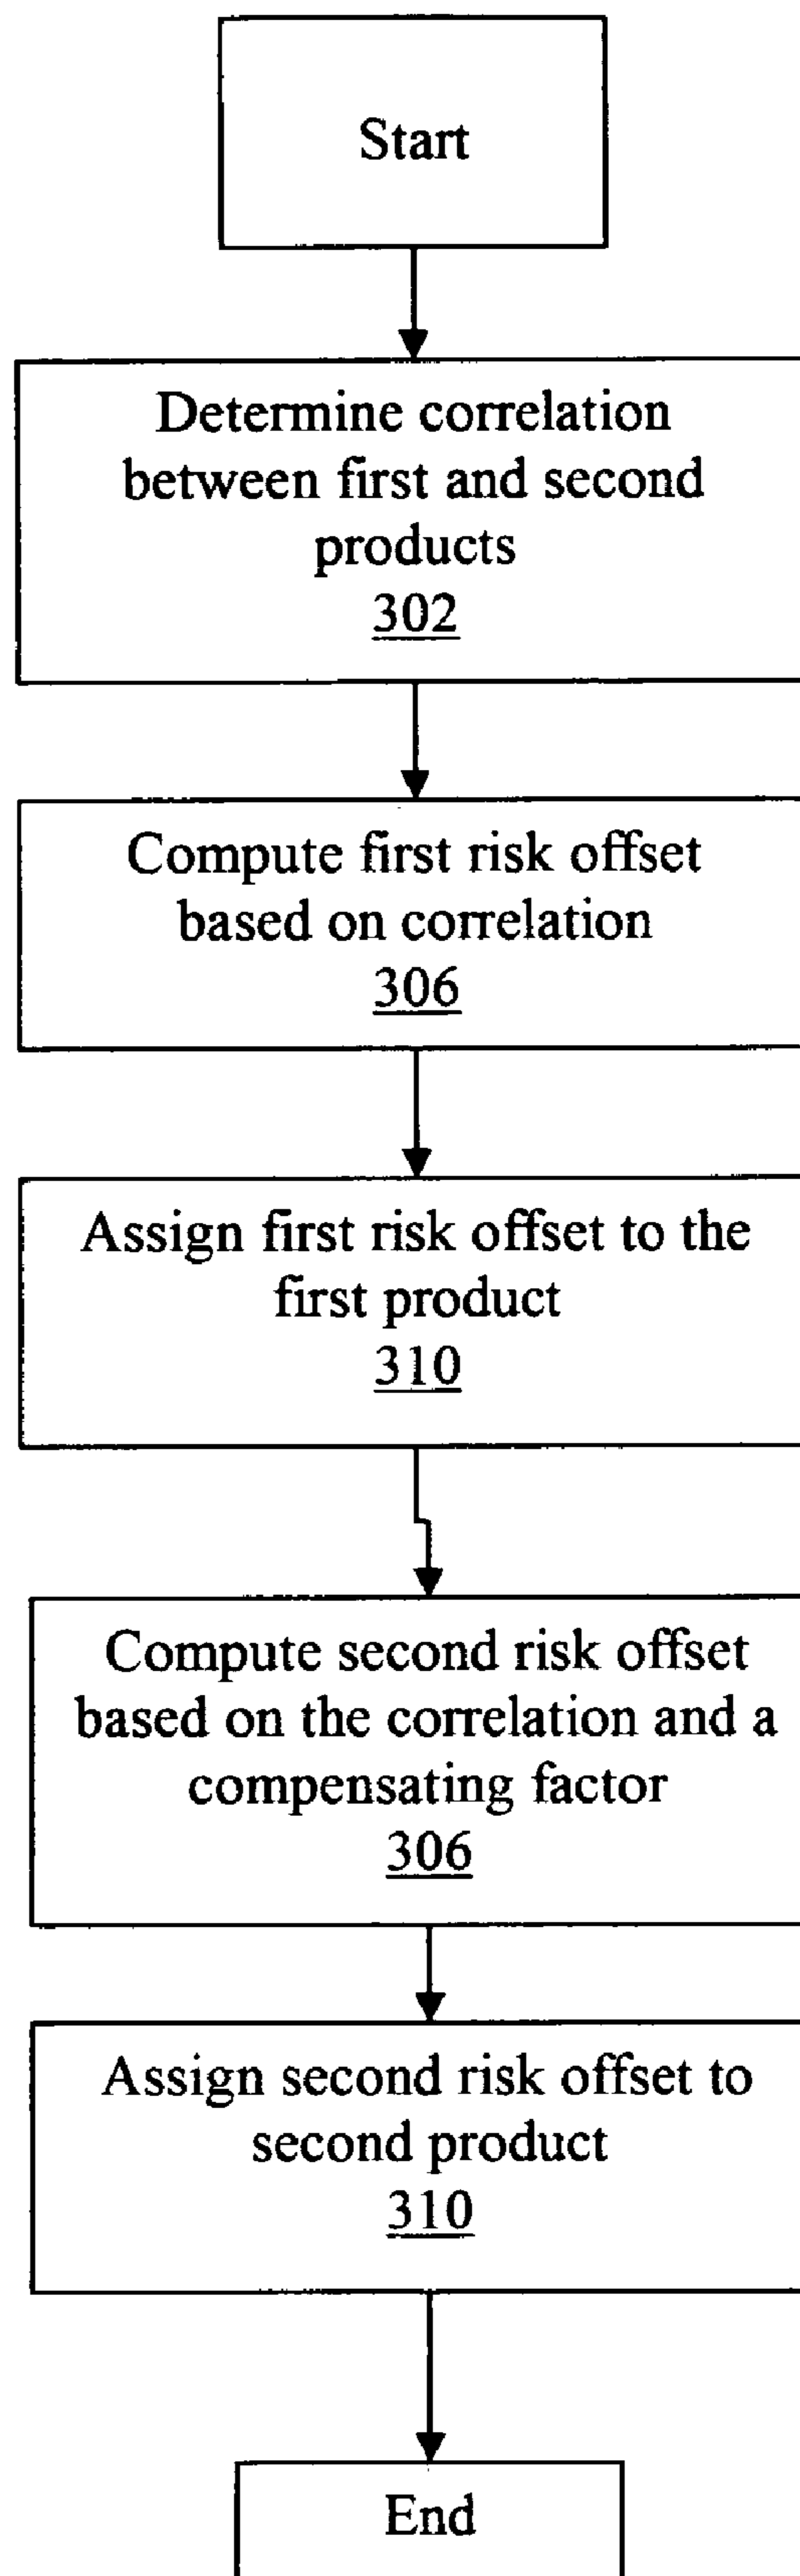 Start
Determine correlation
between first and second
products
302
Compute first risk offset
based on correlation
306
Assign first risk offset to the
first product
310
Compute second risk offset
based on the correlation and a
compensating factor
306
Assign second risk offset to
second product
310
End